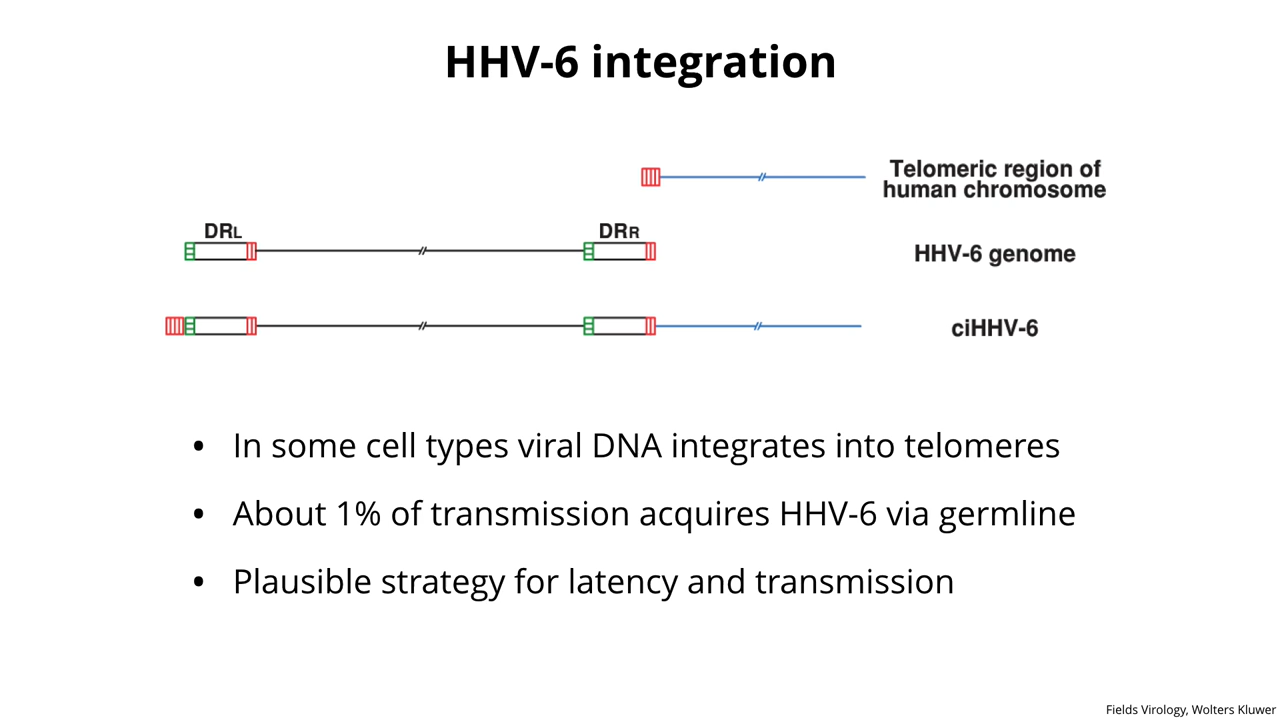 HHV-6 integration
Telomeric region of
human chromosome
DRL
DRR
HHV-6 genome
ciHHV-6
• In some cell types viral DNA integrates into telomeres
• About 1% of transmission acquires HHV-6 via germline
• Plausible strategy for latency and transmission
Fields Virology, Wolters Kluwer